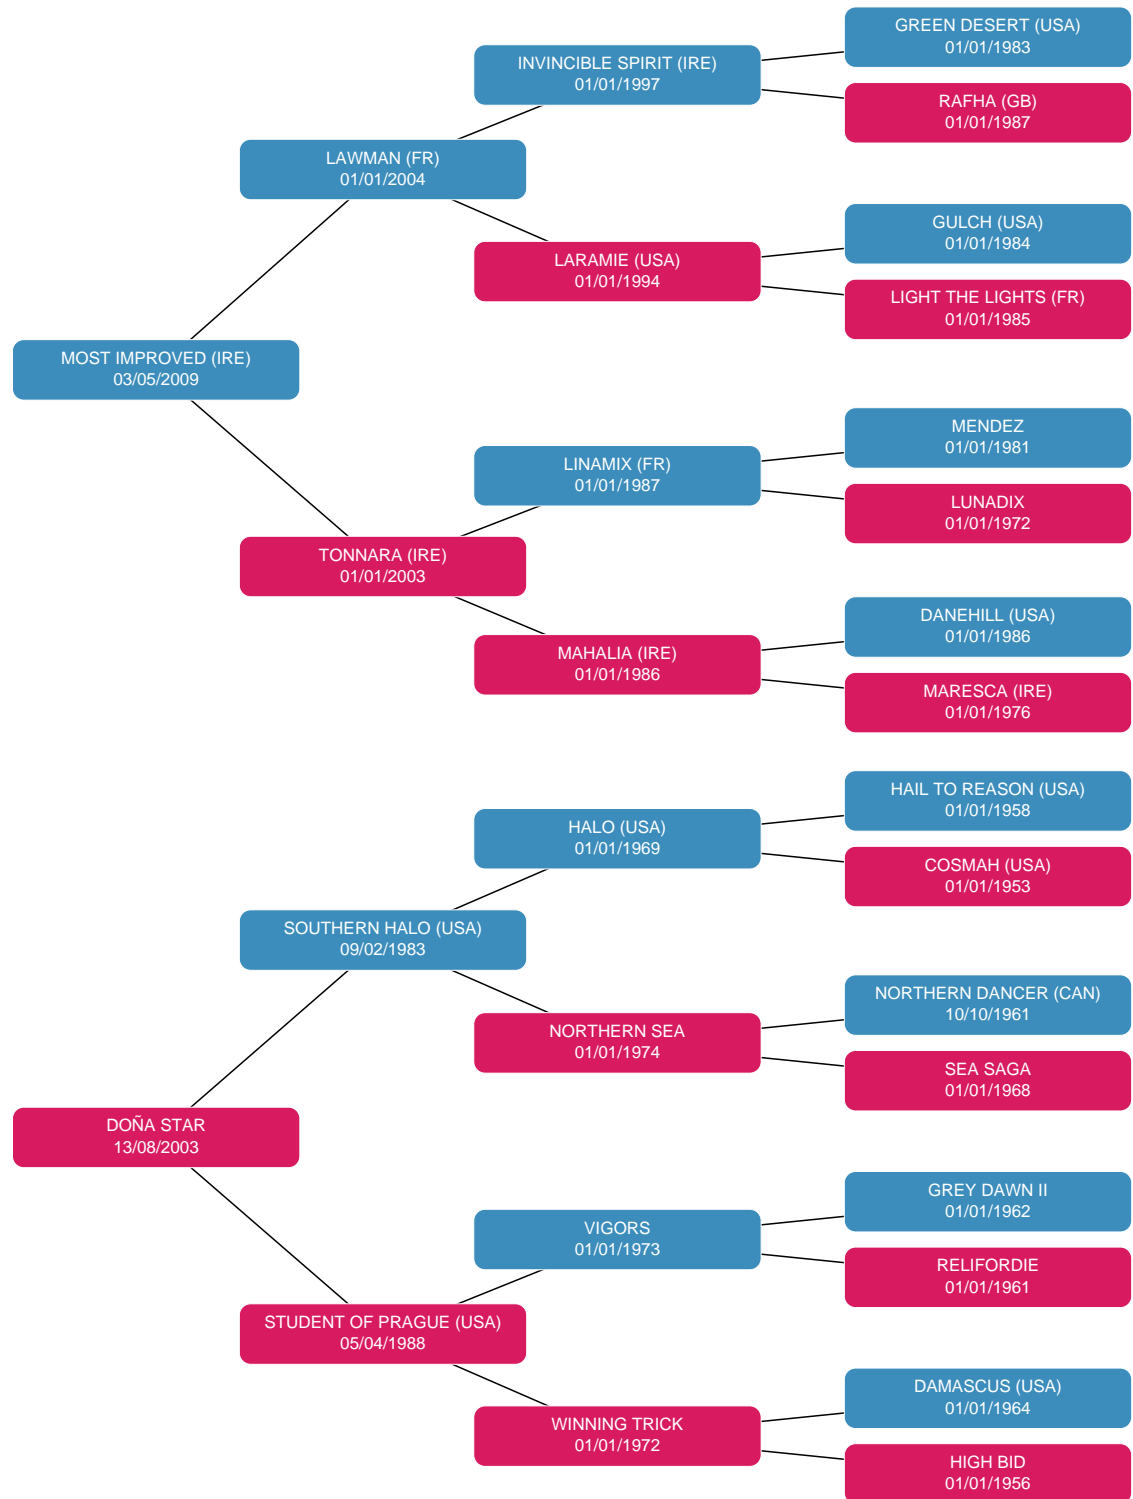 GREEN DESERT (USA)
01/01/1983
INVINCIBLE SPIRIT (IRE)
01/01/1997
RAFHA (GB)
01/01/1987
LAWMAN (FR)
01/01/2004
GULCH (USA)
01/01/1984
LARAMIE (USA)
01/01/1994
LIGHT THE LIGHTS (FR)
01/01/1985
MOST IMPROVED (IRE)
03/05/2009
MENDEZ
01/01/1981
LINAMIX (FR)
01/01/1987
LUNADIX
01/01/1972
TONNARA (IRE)
01/01/2003
DANEHILL (USA)
01/01/1986
MAHALIA (IRE)
01/01/1986
MARESCA (IRE)
01/01/1976
HAIL TO REASON (USA)
01/01/1958
HALO (USA)
01/01/1969
COSMAH (USA)
01/01/1953
SOUTHERN HALO (USA)
09/02/1983
NORTHERN DANCER (CAN)
10/10/1961
NORTHERN SEA
01/01/1974
SEA SAGA
01/01/1968
DOÑA STAR
13/08/2003
GREY DAWN II
01/01/1962
VIGORS
01/01/1973
RELIFORDIE
01/01/1961
STUDENT OF PRAGUE (USA)
05/04/1988
DAMASCUS (USA)
01/01/1964
WINNING TRICK
01/01/1972
HIGH BID
01/01/1956